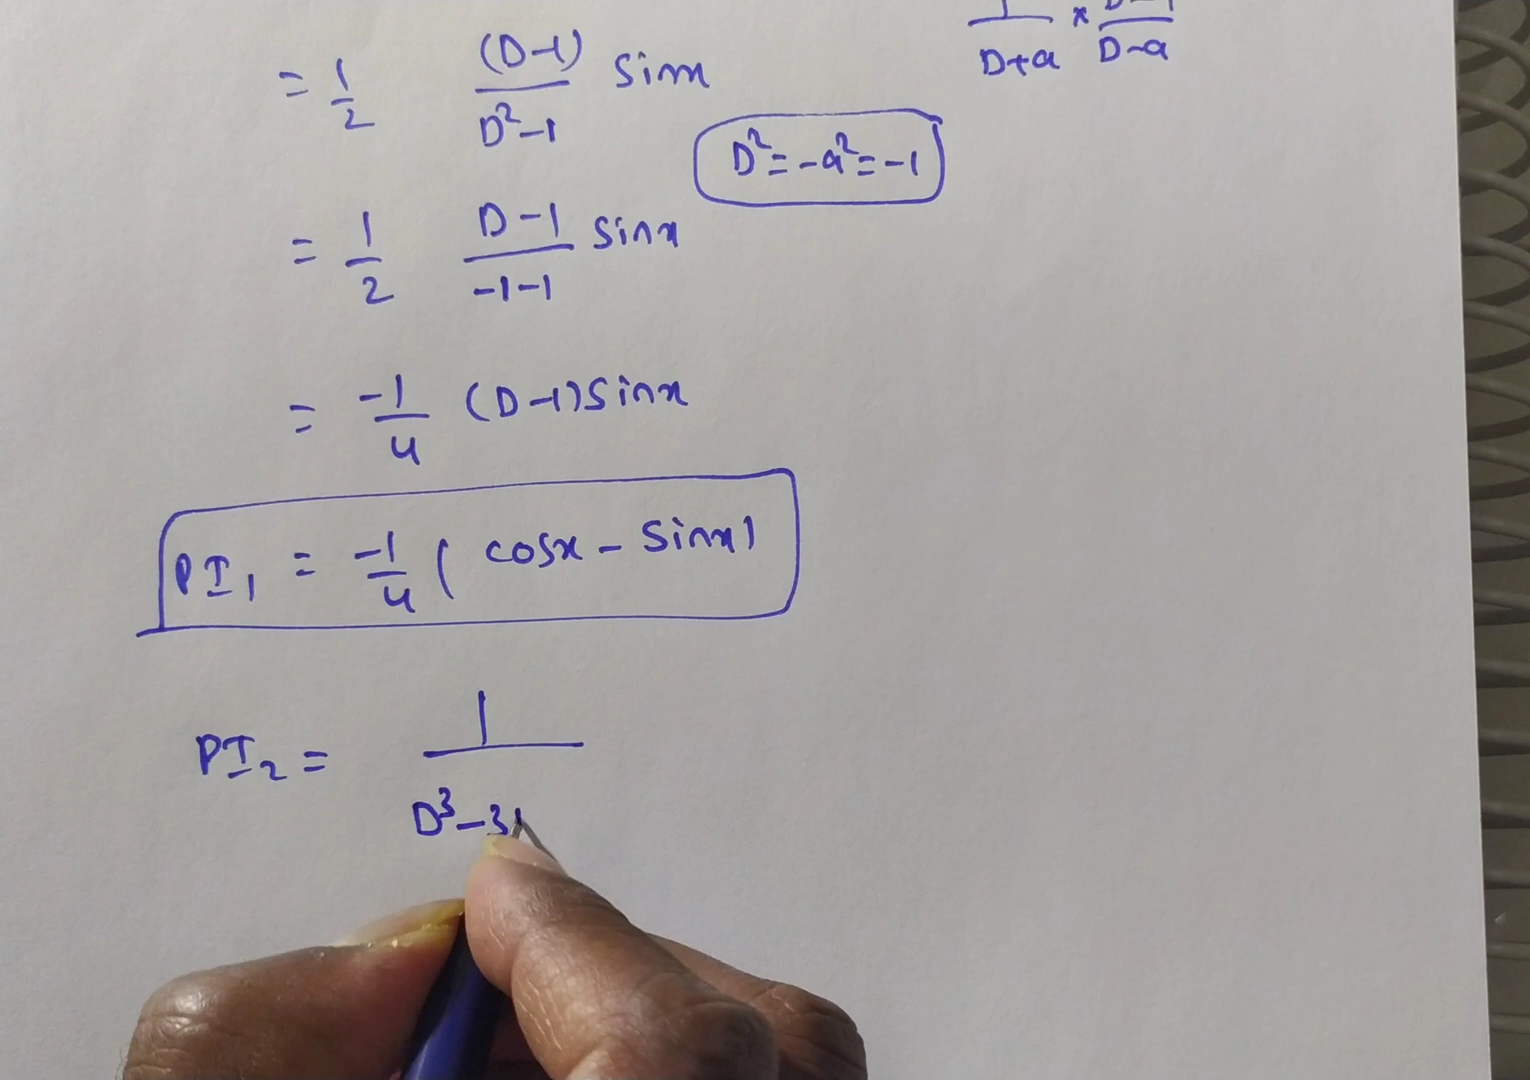 = 1/2 (D-1)/(D²-1) sinx
1/(D+a) × /(D-a)
D² = -a² = -1
= 1/2 (D-1)/(-1-1) sinx
= -1/4 (D-1) sinx
PI₁ = -1/4 ( cosx - sinx)
PI₂ = 1/(D³-3